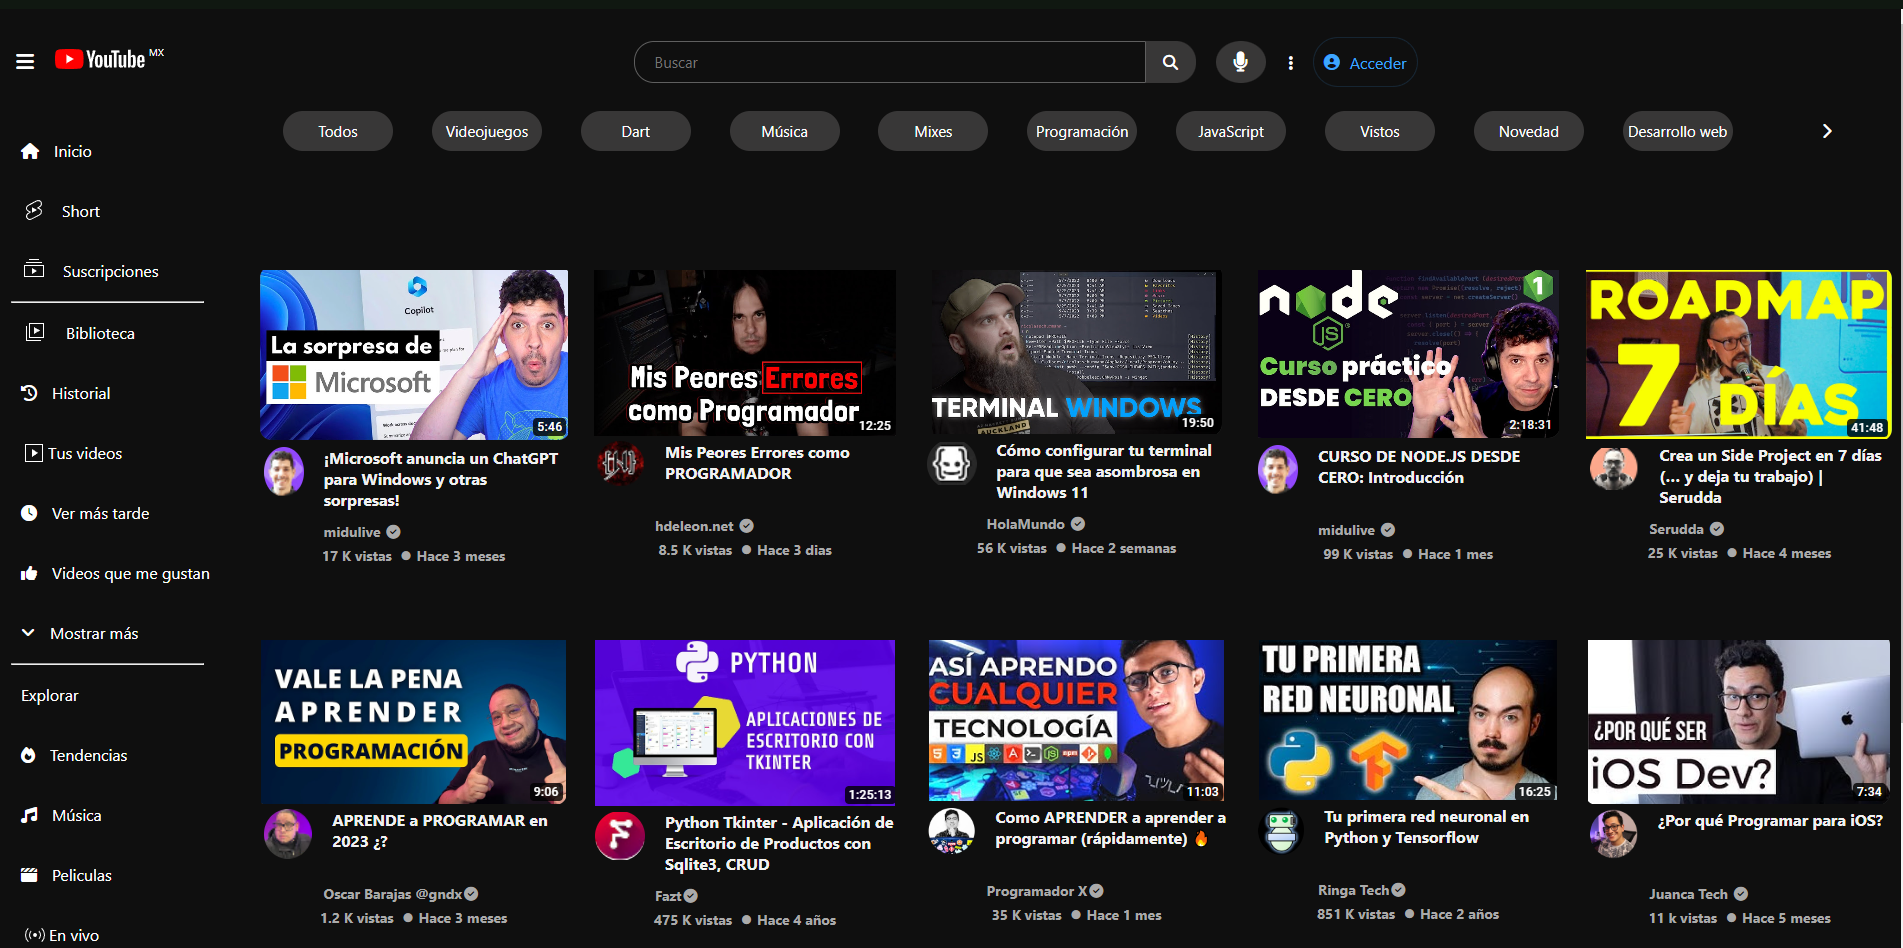 YouTube MX
Buscar
Acceder
Todos
Videojuegos
Dart
Música
Mixes
Programación
JavaScript
Vistos
Novedad
Desarrollo web
Inicio
Short
Suscripciones
Biblioteca
Historial
Tus videos
Ver más tarde
Videos que me gustan
Mostrar más
Explorar
Tendencias
Música
Peliculas
En vivo
Copilot
La sorpresa de
Microsoft
5:46
¡Microsoft anuncia un ChatGPT
para Windows y otras
sorpresas!
midulive
17 K vistas
Hace 3 meses
Mis Peores Errores
como Programador
12:25
Mis Peores Errores como
PROGRAMADOR
hdeleon.net
8.5 K vistas
Hace 3 dias
TERMINAL WINDOWS
AUCKLAND
19:50
Cómo configurar tu terminal
para que sea asombrosa en
Windows 11
HolaMundo
56 K vistas
Hace 2 semanas
node
JS
1
Curso práctico
DESDE CERO
2:18:31
CURSO DE NODE.JS DESDE
CERO: Introducción
midulive
99 K vistas
Hace 1 mes
ROADMAP
7
DÍAS
41:48
Crea un Side Project en 7 días
(... y deja tu trabajo) |
Serudda
Serudda
25 K vistas
Hace 4 meses
VALE LA PENA
APRENDER
PROGRAMACIÓN
9:06
APRENDE a PROGRAMAR en
2023 ¿?
Oscar Barajas @gndx
1.2 K vistas
Hace 3 meses
PYTHON
APLICACIONES DE
ESCRITORIO CON
TKINTER
1:25:13
Python Tkinter - Aplicación de
Escritorio de Productos con
Sqlite3, CRUD
Fazt
475 K vistas
Hace 4 años
ASÍ APRENDO
CUALQUIER
TECNOLOGÍA
11:03
Como APRENDER a aprender a
programar (rápidamente) 🔥
Programador X
35 K vistas
Hace 1 mes
TU PRIMERA
RED NEURONAL
16:25
Tu primera red neuronal en
Python y Tensorflow
Ringa Tech
851 K vistas
Hace 2 años
¿POR QUÉ SER
iOS Dev?
7:34
¿Por qué Programar para iOS?
Juanca Tech
11 k vistas
Hace 5 meses